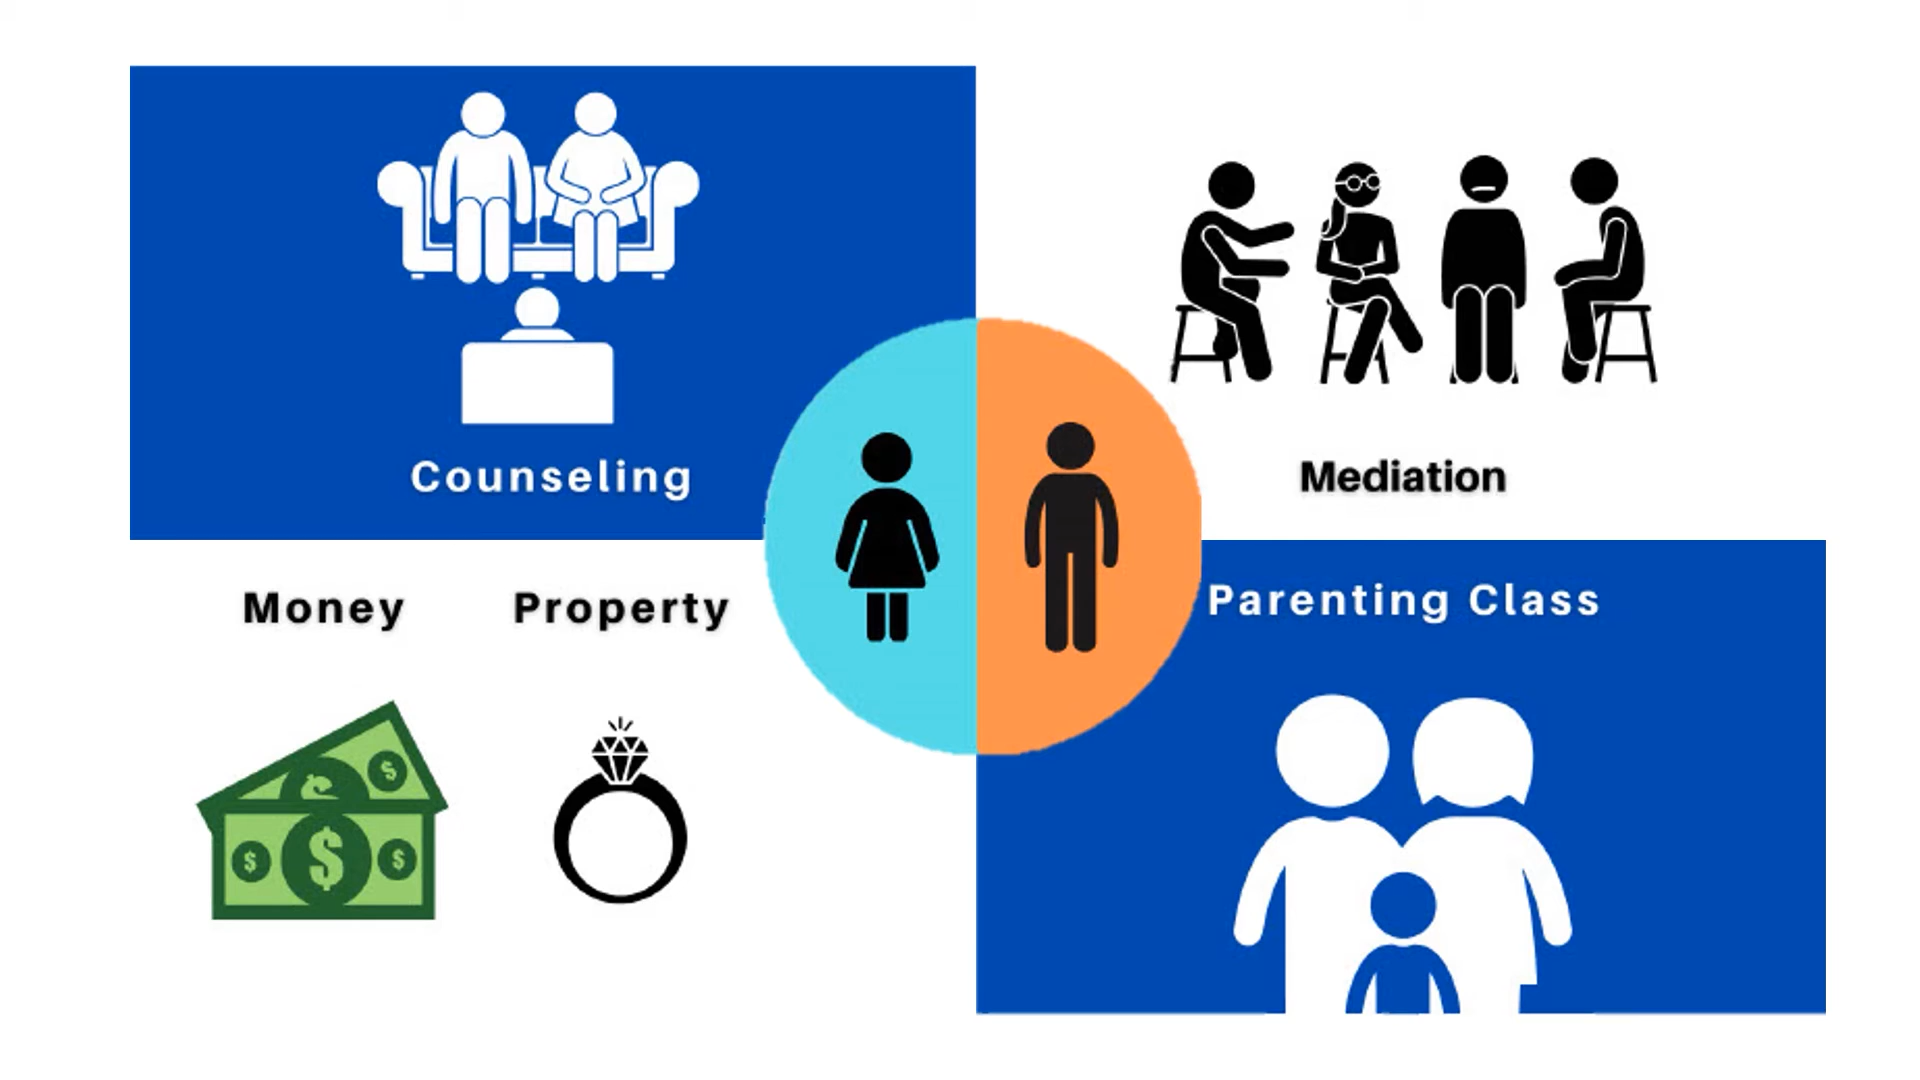 Counseling
Mediation
Money
Property
Parenting Class
$
$
$
$
$